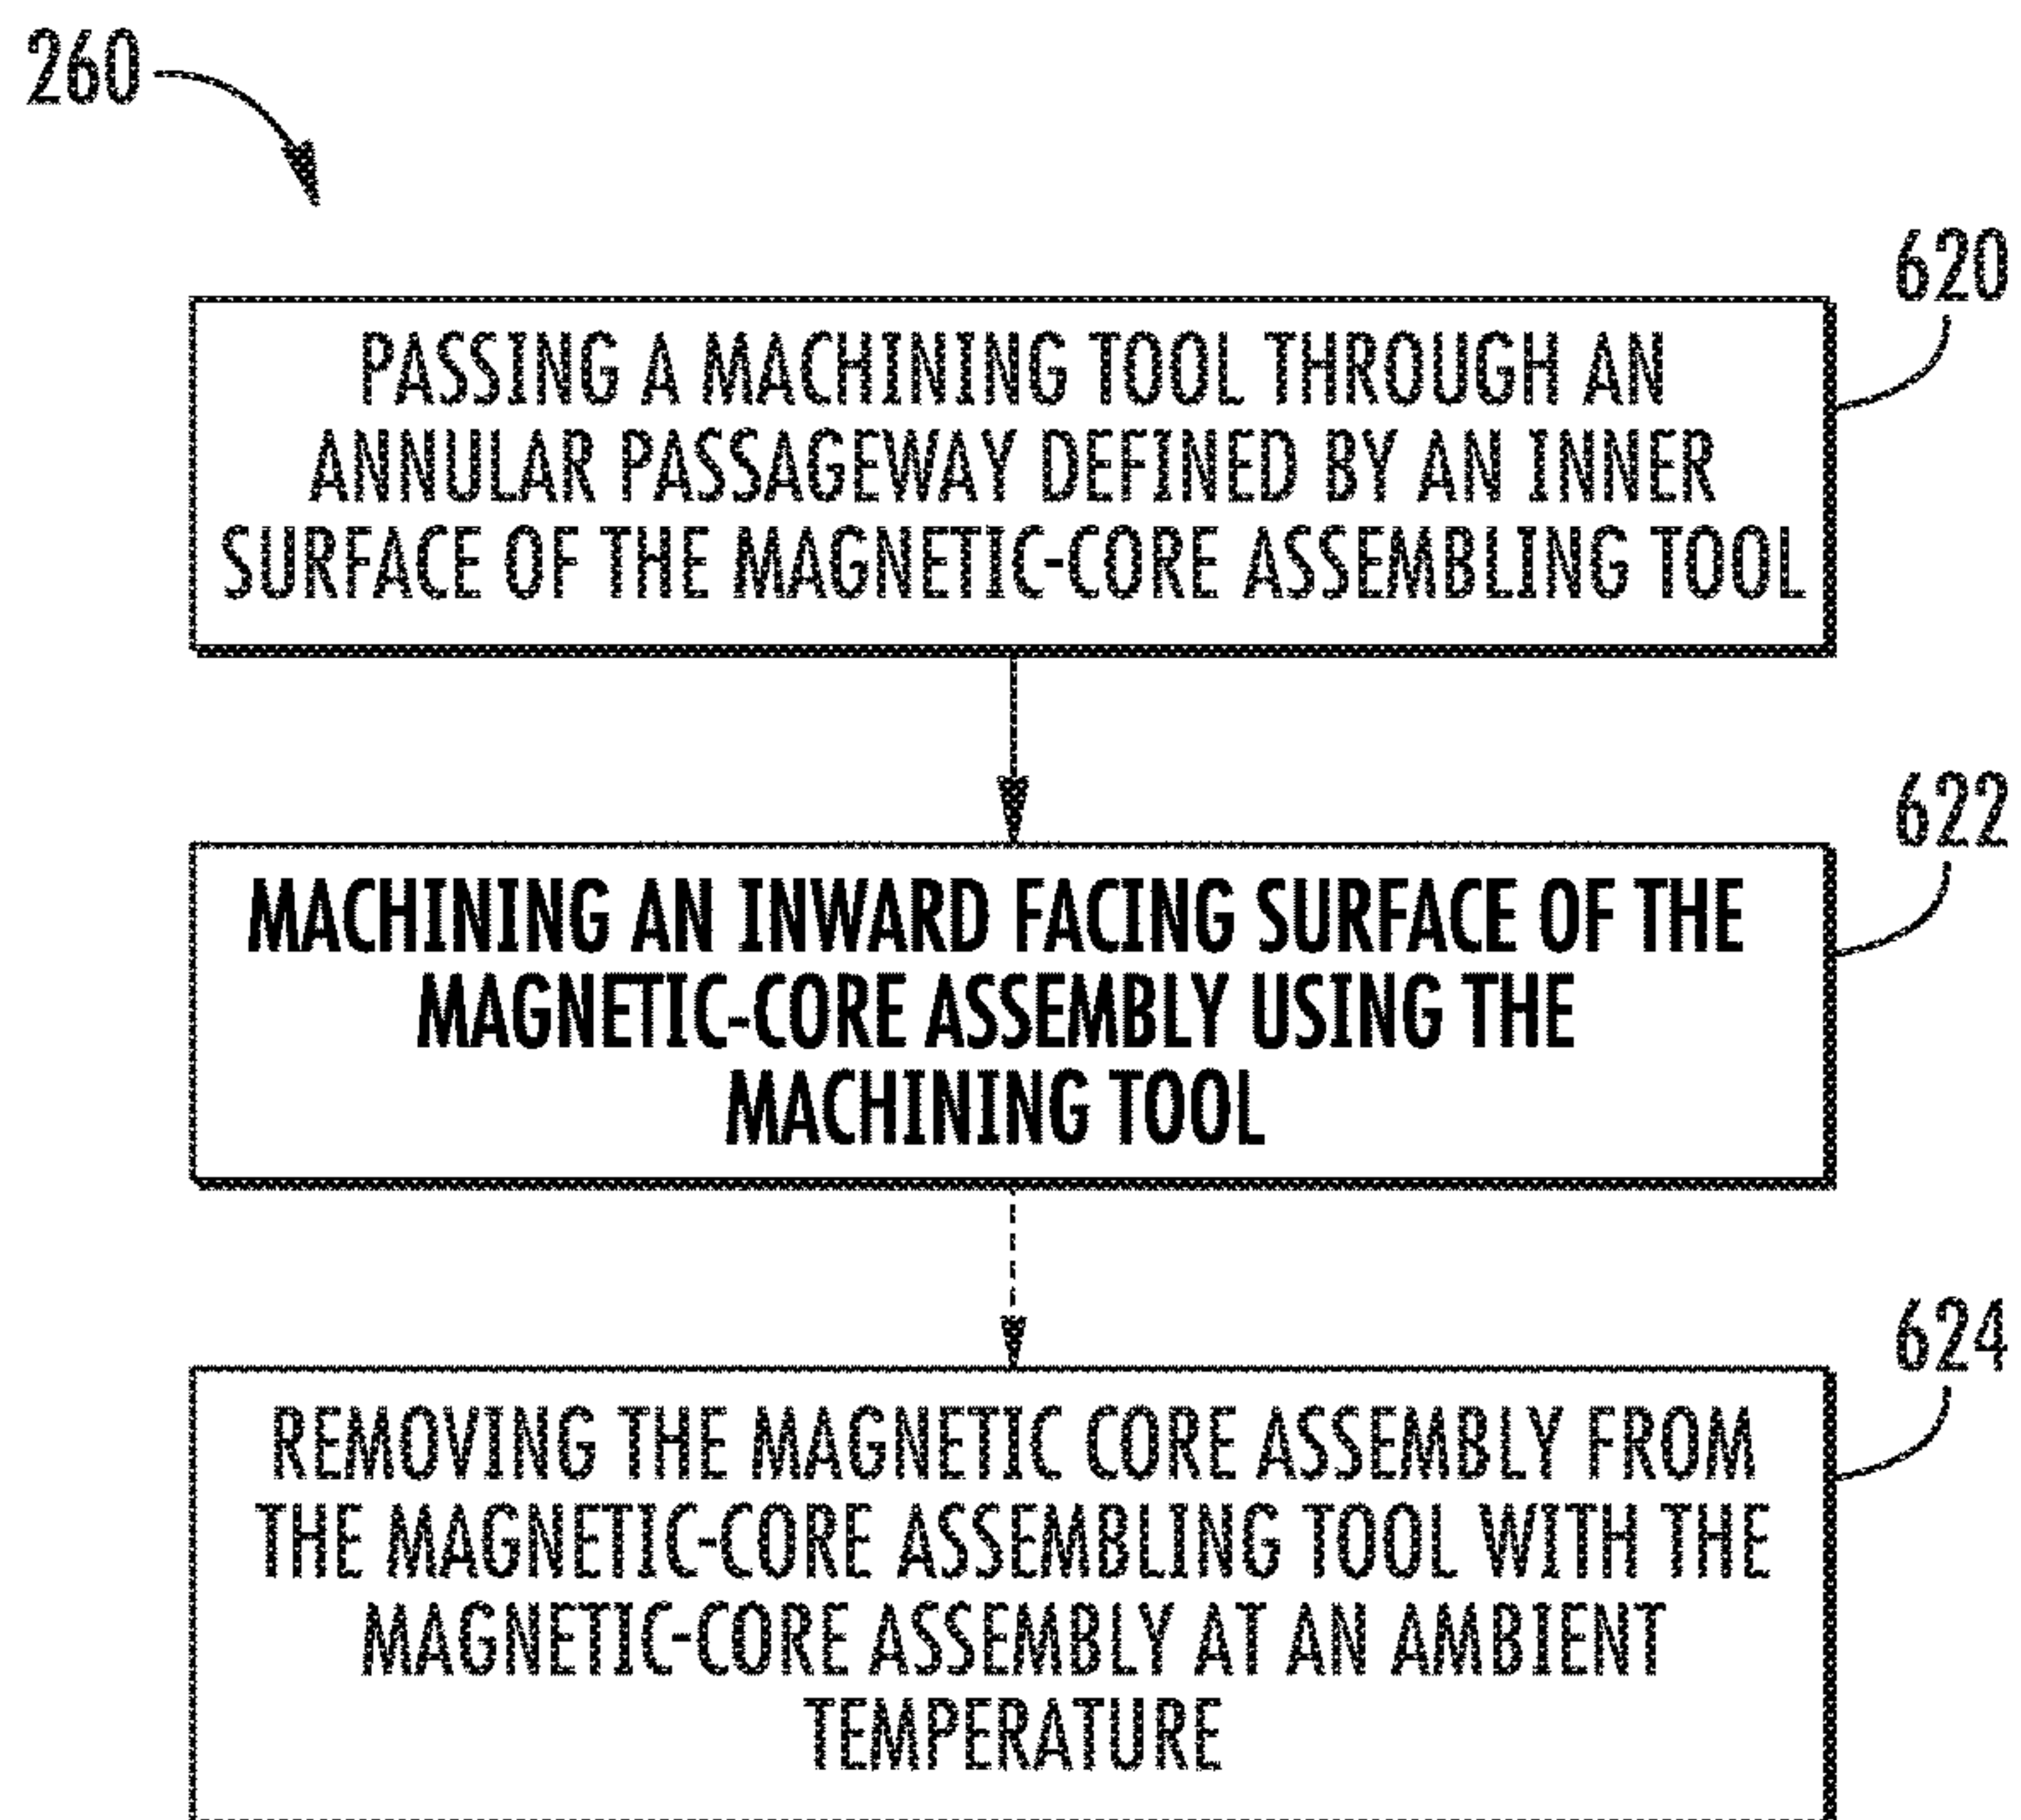 260
620
PASSING A MACHINING TOOL THROUGH AN
ANNULAR PASSAGEWAY DEFINED BY AN INNER
SURFACE OF THE MAGNETIC-CORE ASSEMBLING TOOL
622
MACHINING AN INWARD FACING SURFACE OF THE
MAGNETIC-CORE ASSEMBLY USING THE
MACHINING TOOL
624
REMOVING THE MAGNETIC CORE ASSEMBLY FROM
THE MAGNETIC-CORE ASSEMBLING TOOL WITH THE
MAGNETIC-CORE ASSEMBLY AT AN AMBIENT
TEMPERATURE